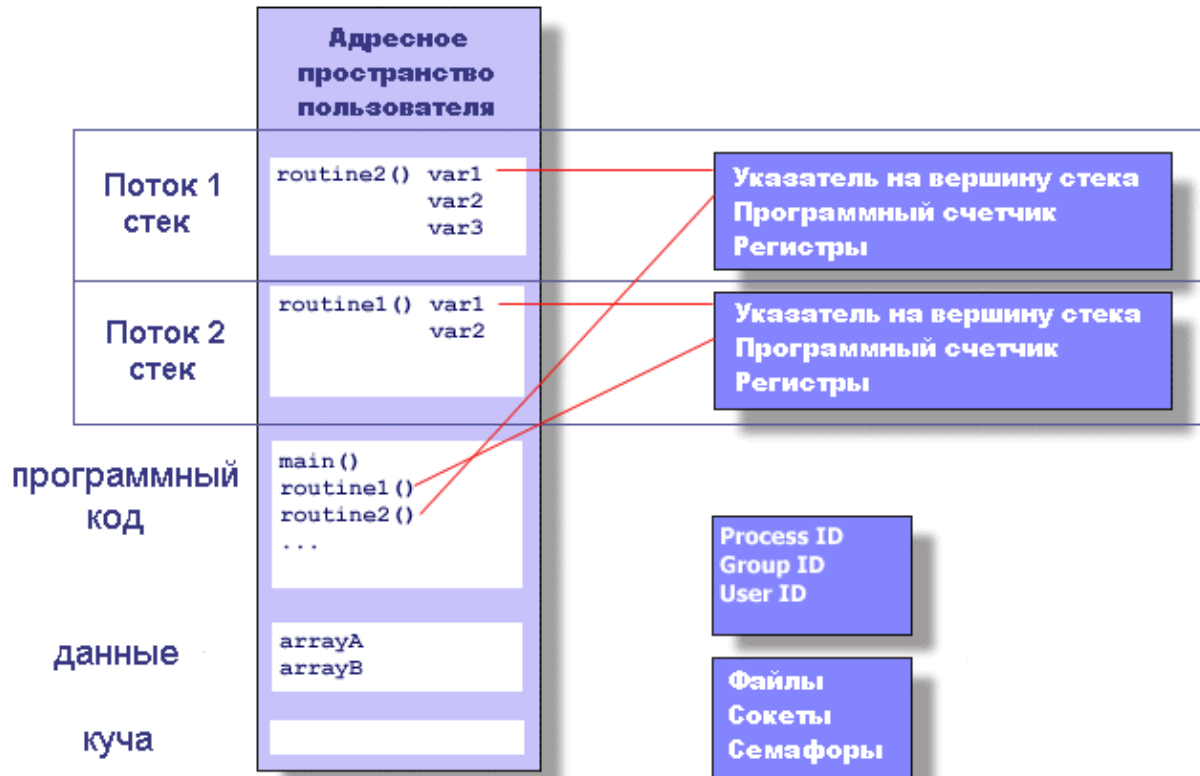 Адресное
пространство
пользователя
Поток 1
стек
routine2() var1
var2
var3
Указатель на вершину стека
Программный счетчик
Регистры
Поток 2
стек
routine1() var1
var2
Указатель на вершину стека
Программный счетчик
Регистры
программный
код
main()
routine1()
routine2()
...
Process ID
Group ID
User ID
данные
arrayA
arrayB
Файлы
Сокеты
Семафоры
куча